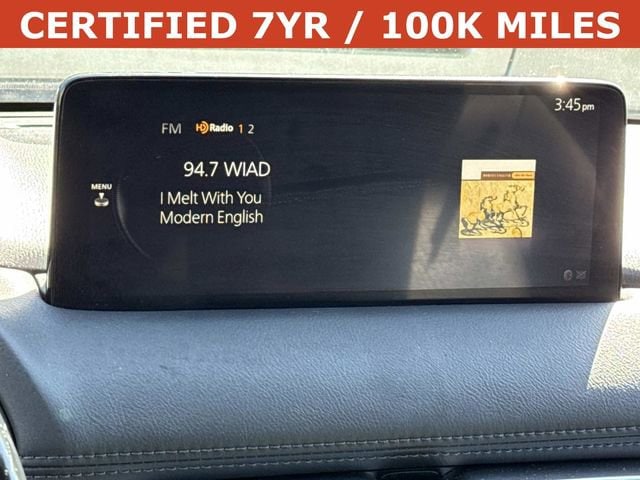 CERTIFIED 7YR / 100K MILES
3:45pm
FM HD Radio 1 2
94.7 WIAD
MENU
I Melt With You
Modern English